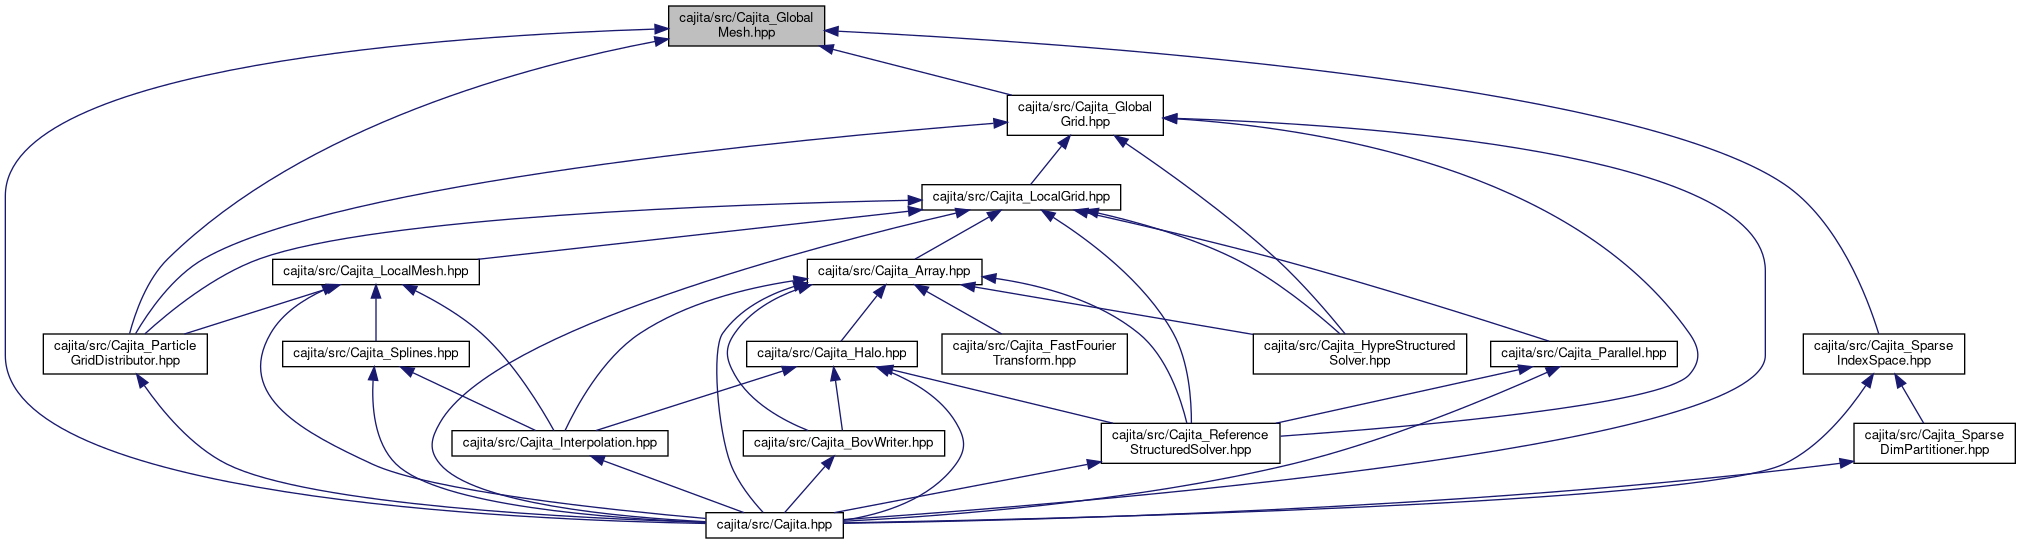 cajita/src/Cajita_Global
Mesh.hpp
cajita/src/Cajita_Global
Grid.hpp
cajita/src/Cajita_LocalGrid.hpp
cajita/src/Cajita_LocalMesh.hpp
cajita/src/Cajita_Array.hpp
cajita/src/Cajita_Particle
GridDistributor.hpp
cajita/src/Cajita_Splines.hpp
cajita/src/Cajita_Halo.hpp
cajita/src/Cajita_FastFourier
Transform.hpp
cajita/src/Cajita_HypreStructured
Solver.hpp
cajita/src/Cajita_Parallel.hpp
cajita/src/Cajita_Sparse
IndexSpace.hpp
cajita/src/Cajita_Interpolation.hpp
cajita/src/Cajita_BovWriter.hpp
cajita/src/Cajita_Reference
StructuredSolver.hpp
cajita/src/Cajita_Sparse
DimPartitioner.hpp
cajita/src/Cajita.hpp